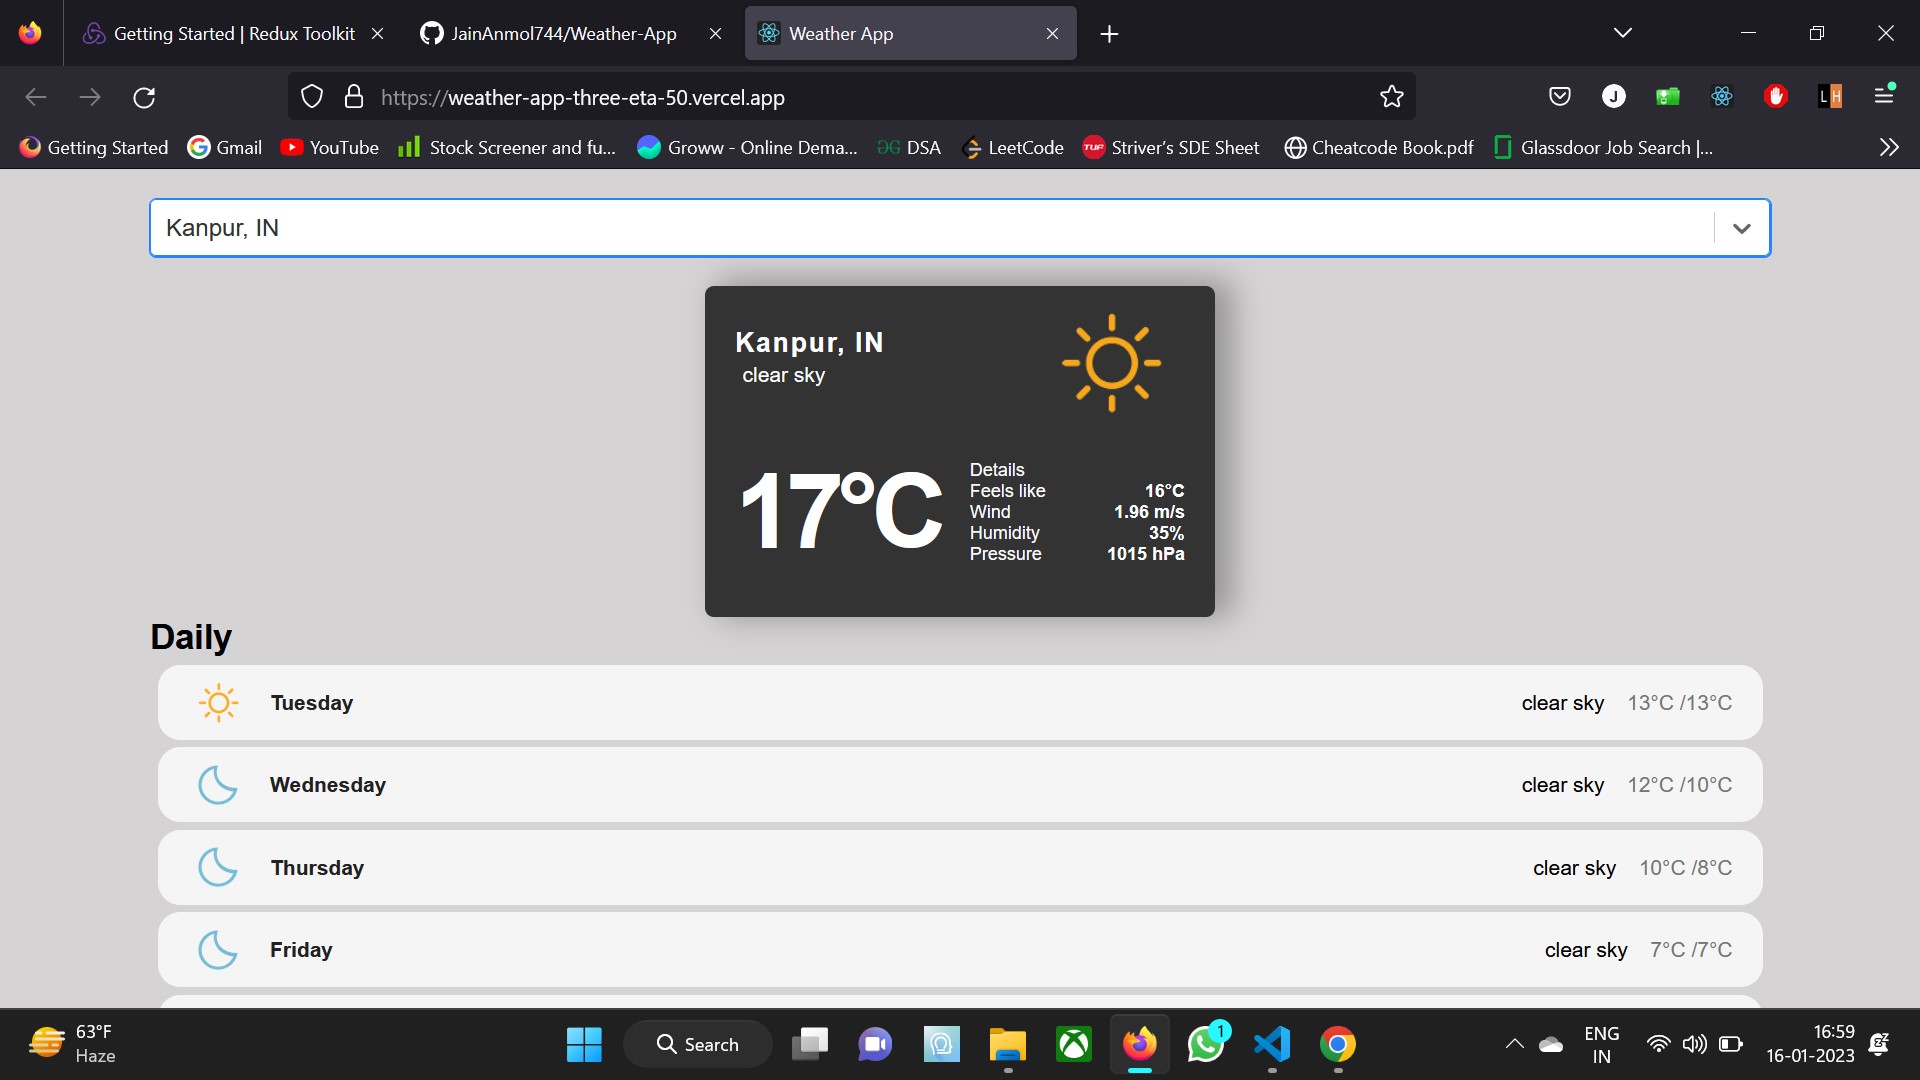 Getting Started | Redux Toolkit
JainAnmol744/Weather-App
Weather App
https://weather-app-three-eta-50.vercel.app
J
L H
Getting Started
Gmail
YouTube
Stock Screener and fu...
Groww - Online Dema...
DSA
LeetCode
TUF
Striver's SDE Sheet
Cheatcode Book.pdf
Glassdoor Job Search |...
Kanpur, IN
Kanpur, IN
clear sky
17°C
Details
Feels like 16°C
Wind 1.96 m/s
Humidity 35%
Pressure 1015 hPa
Daily
Tuesday clear sky 13°C /13°C
Wednesday clear sky 12°C /10°C
Thursday clear sky 10°C /8°C
Friday clear sky 7°C /7°C
63°F
Haze
Search
1
ENG
IN
16:59
16-01-2023